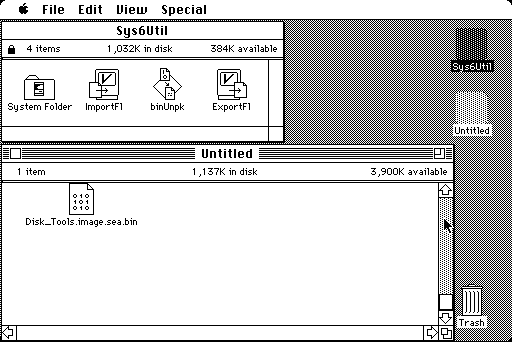 File Edit View Special
Sys6Util
4 items 1,032K in disk 384K available
System Folder ImportFl binUnpk ExportFl
Sys6Util
Untitled
Untitled
1 item 1,137K in disk 3,900K available
Disk_Tools.image.sea.bin
Trash